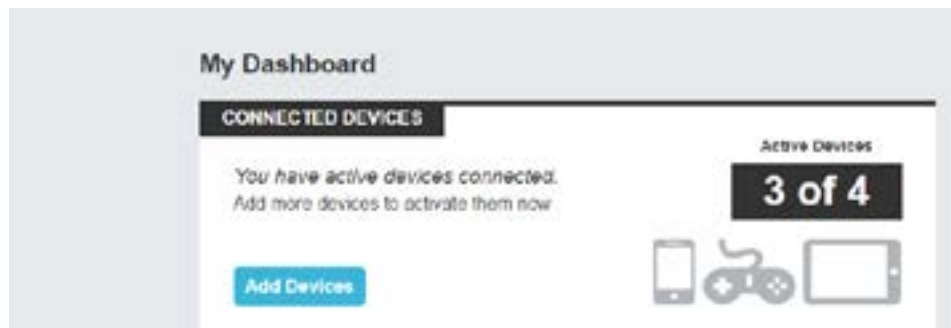 My Dashboard
CONNECTED DEVICES
Active Devices
You have active devices connected.
3 of 4
Add more devices to activate them now
Add Devices